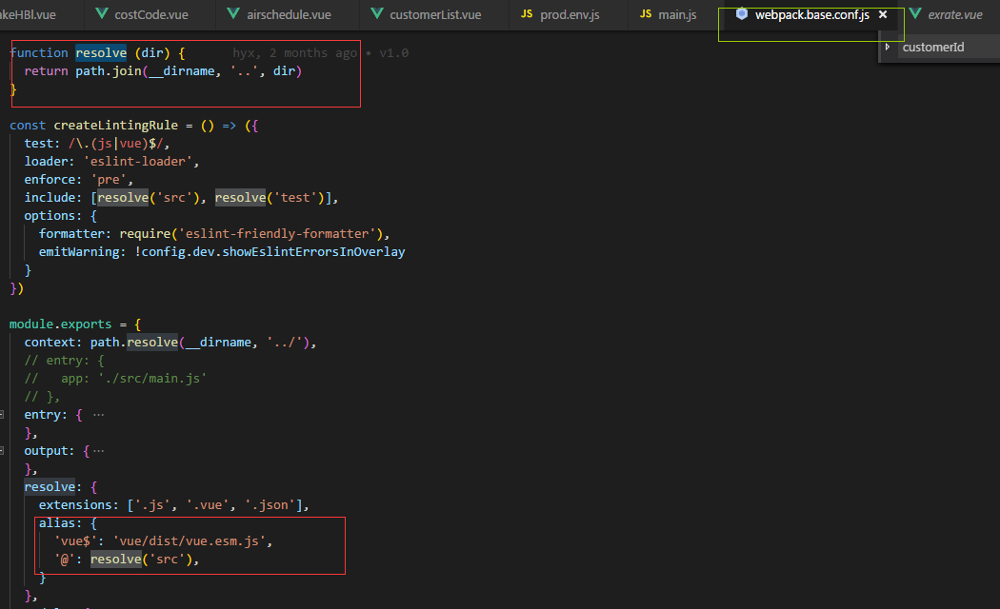 akeHBl.vue costCode.vue airschedule.vue customerList.vue JS prod.env.js JS main.js webpack.base.conf.js × exrate.vue
customerId
function resolve (dir) { hyx, 2 months ago • v1.0
return path.join(__dirname, '..', dir)
}
const createLintingRule = () => ({
test: /\.(js|vue)$/,
loader: 'eslint-loader',
enforce: 'pre',
include: [resolve('src'), resolve('test')],
options: {
formatter: require('eslint-friendly-formatter'),
emitWarning: !config.dev.showEslintErrorsInOverlay
}
})
module.exports = {
context: path.resolve(__dirname, '../'),
// entry: {
//   app: './src/main.js'
// },
entry: { ...
},
output: { ...
},
resolve: {
extensions: ['.js', '.vue', '.json'],
alias: {
'vue$': 'vue/dist/vue.esm.js',
'@': resolve('src'),
}
},